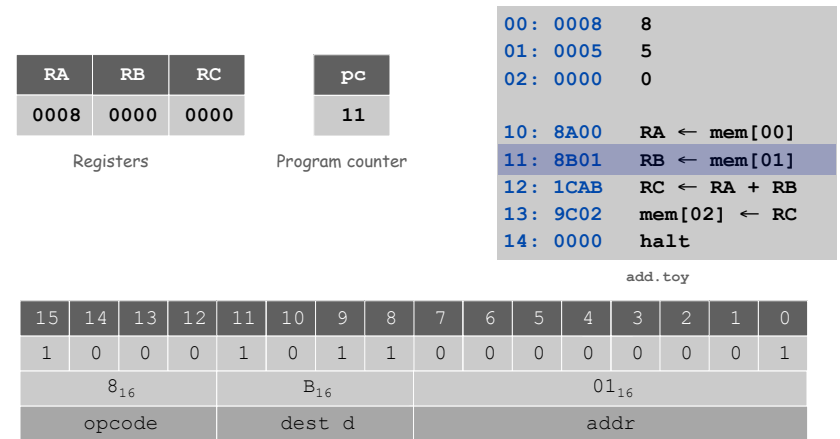 00: 0008 8
01: 0005 5
02: 0000 0
RA RB RC
0008 0000 0000
Registers
pc
11
Program counter
10: 8A00 RA ← mem[00]
11: 8B01 RB ← mem[01]
12: 1CAB RC ← RA + RB
13: 9C02 mem[02] ← RC
14: 0000 halt
add.toy
15 14 13 12 11 10 9 8 7 6 5 4 3 2 1 0
1 0 0 0 1 0 1 1 0 0 0 0 0 0 0 1
8₁₆ B₁₆ 01₁₆
opcode dest d addr